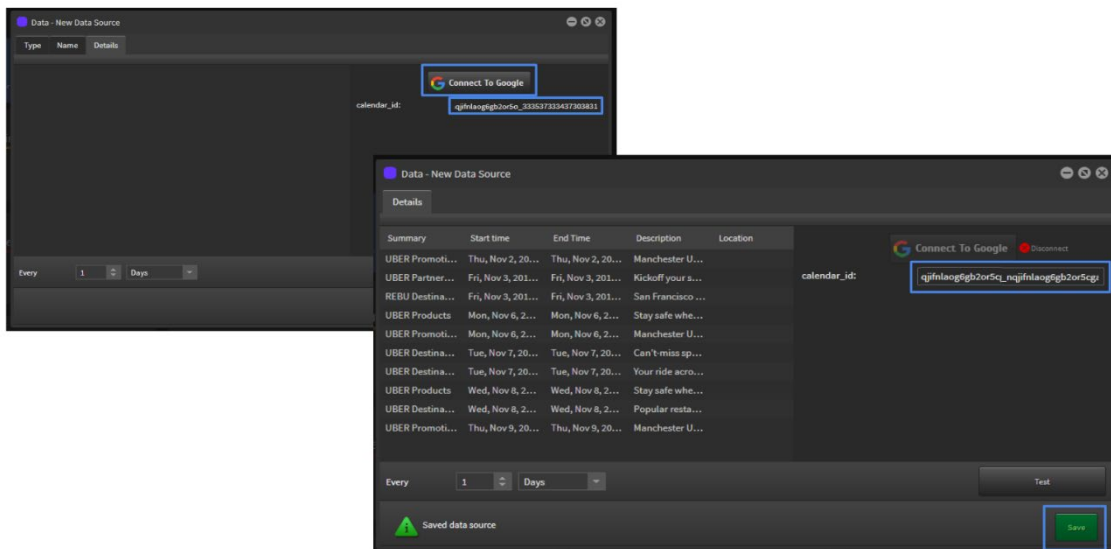 Data - New Data Source
Type Name Details
Connect To Google
calendar_id: qjifnlaog6gb2or5o_333537333437303831
Every 1 Days
Data - New Data Source
Details
Summary Start time End Time Description Location
Connect To Google Disconnect
UBER Promoti... Thu, Nov 2, 20... Thu, Nov 2, 20... Manchester U...
calendar_id: qjifnlaog6gb2or5q_nqjifnlaog6gb2or5cga
UBER Partner... Fri, Nov 3, 201... Fri, Nov 3, 201... Kickoff your s...
REBU Destina... Fri, Nov 3, 201... Fri, Nov 3, 201... San Francisco ...
UBER Products Mon, Nov 6, 2... Mon, Nov 6, 2... Stay safe whe...
UBER Promoti... Mon, Nov 6, 2... Mon, Nov 6, 2... Manchester U...
UBER Destina... Tue, Nov 7, 20... Tue, Nov 7, 20... Can't-miss sp...
UBER Destina... Tue, Nov 7, 20... Tue, Nov 7, 20... Your ride acro...
UBER Products Wed, Nov 8, 2... Wed, Nov 8, 2... Stay safe whe...
UBER Destina... Wed, Nov 8, 2... Wed, Nov 8, 2... Popular resta...
UBER Promoti... Thu, Nov 9, 20... Thu, Nov 9, 20... Manchester U...
Every 1 Days Test
Saved data source Save